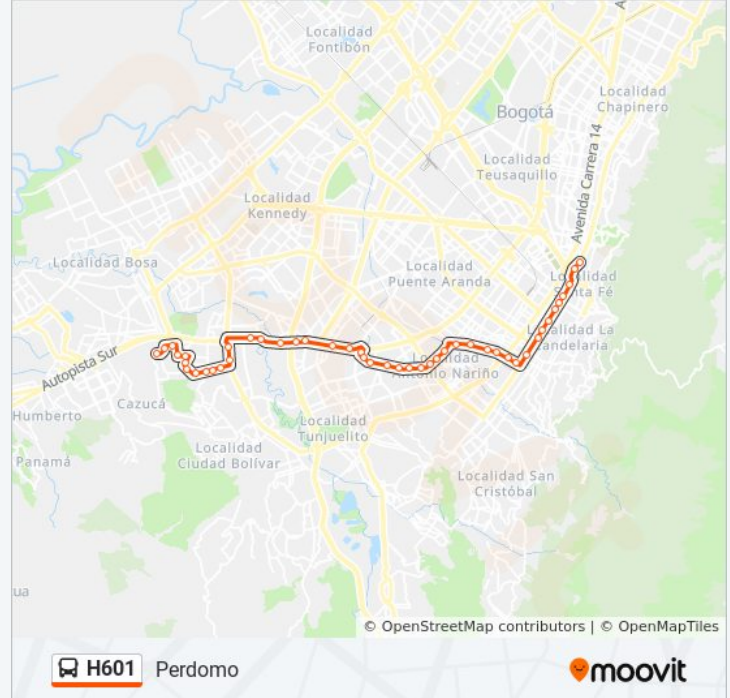 Localidad
Fontibón
Localidad
Chapinero
Bogotá
Avenida Carrera 14
Localidad
Teusaquillo
Localidad
Kennedy
Localidad Bosa
Localidad
Puente Aranda
Localidad
Santa Fé
Localidad La
Candelaria
Autopista Sur
Localidad
Antonio Nariño
Humberto
Cazucá
Localidad
Tunjuelito
Panamá
Localidad
Ciudad Bolívar
Localidad San
Cristóbal
ua
A
A
© OpenStreetMap contributors | © OpenMapTiles
H601 Perdomo
moovit